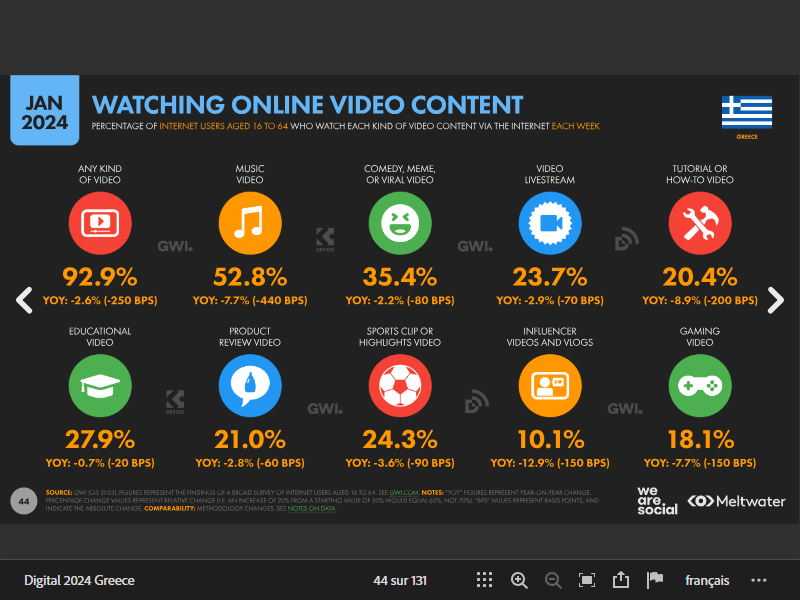 JAN
2024
WATCHING ONLINE VIDEO CONTENT
PERCENTAGE OF INTERNET USERS AGED 16 TO 64 WHO WATCH EACH KIND OF VIDEO CONTENT VIA THE INTERNET EACH WEEK
GREECE
ANY KIND
OF VIDEO
MUSIC
VIDEO
COMEDY, MEME,
OR VIRAL VIDEO
VIDEO
LIVESTREAM
TUTORIAL OR
HOW-TO VIDEO
GWI.
KEPIOS
GWI.
92.9%
52.8%
35.4%
23.7%
20.4%
YOY: -2.6% (-250 BPS)
YOY: -7.7% (-440 BPS)
YOY: -2.2% (-80 BPS)
YOY: -2.9% (-70 BPS)
YOY: -8.9% (-200 BPS)
EDUCATIONAL
VIDEO
PRODUCT
REVIEW VIDEO
SPORTS CLIP OR
HIGHLIGHTS VIDEO
INFLUENCER
VIDEOS AND VLOGS
GAMING
VIDEO
KEPIOS
GWI.
GWI.
27.9%
21.0%
24.3%
10.1%
18.1%
YOY: -0.7% (-20 BPS)
YOY: -2.8% (-60 BPS)
YOY: -3.6% (-90 BPS)
YOY: -12.9% (-150 BPS)
YOY: -7.7% (-150 BPS)
44
SOURCE: GWI (Q3 2023). FIGURES REPRESENT THE FINDINGS OF A BROAD SURVEY OF INTERNET USERS AGED 16 TO 64. SEE GWI.COM. NOTES: "YOY" FIGURES REPRESENT YEAR-ON-YEAR CHANGE.
PERCENTAGE CHANGE VALUES REPRESENT RELATIVE CHANGE (I.E. AN INCREASE OF 20% FROM A STARTING VALUE OF 50% WOULD EQUAL 60%, NOT 70%). "BPS" VALUES REPRESENT BASIS POINTS, AND
INDICATE THE ABSOLUTE CHANGE. COMPARABILITY: METHODOLOGY CHANGES. SEE NOTES ON DATA.
we
are.
social
Meltwater
Digital 2024 Greece
44 sur 131
français